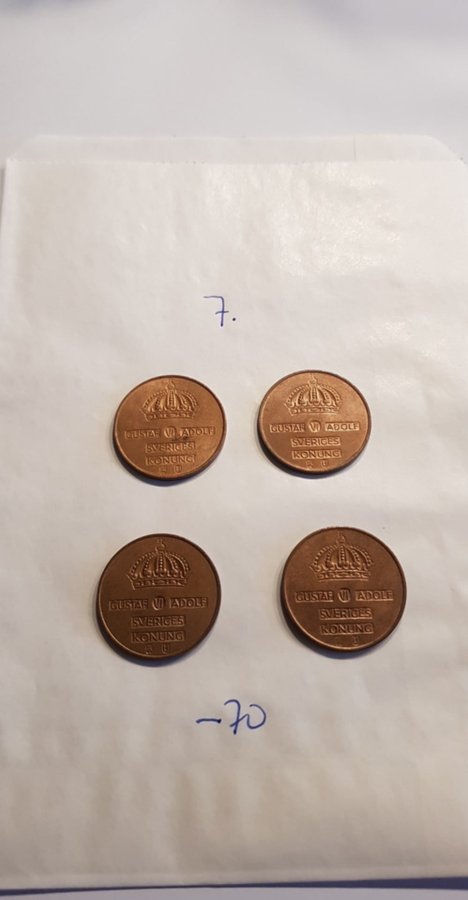 7.
GUSTAF VI ADOLF
SVERIGES
KONUNG
U
GUSTAF VI ADOLF
SVERIGES
KONUNG
U
GUSTAF VI ADOLF
SVERIGES
KONUNG
U
GUSTAF VI ADOLF
SVERIGES
KONUNG
-70